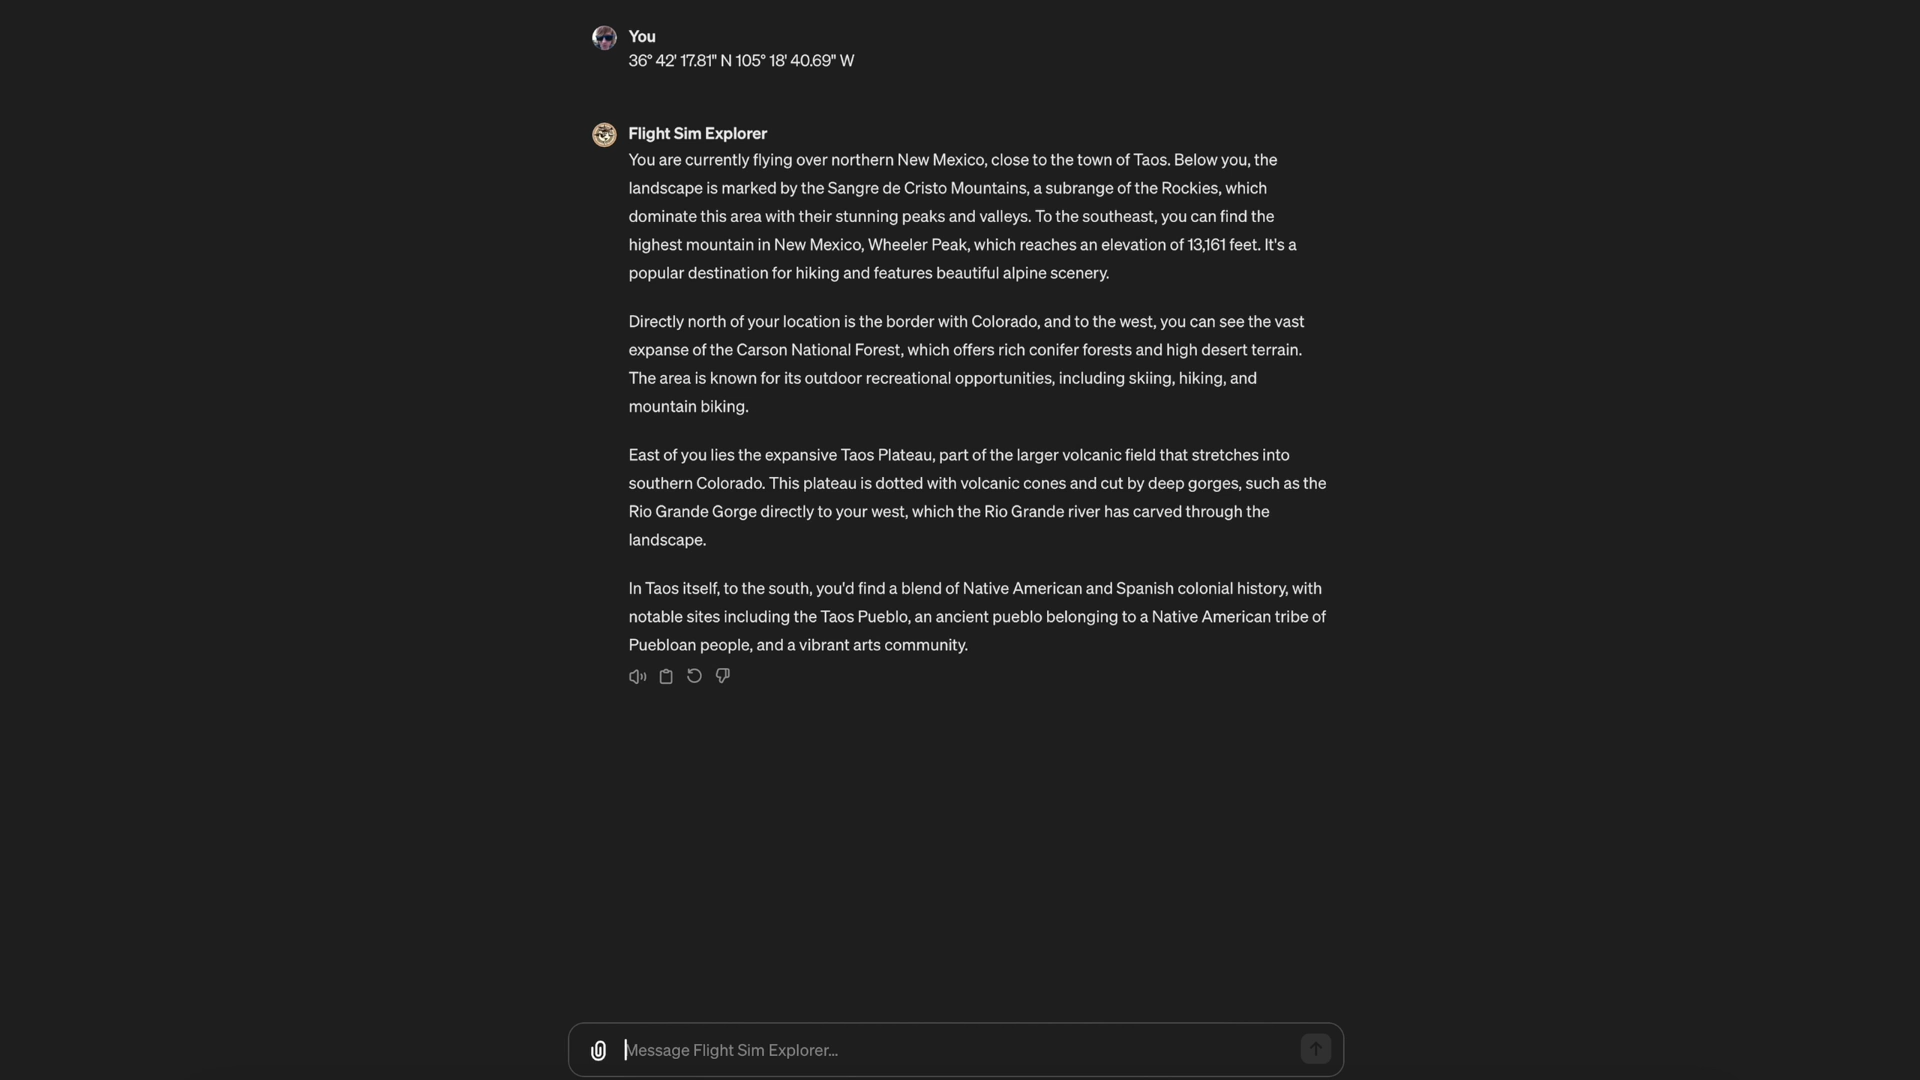 You
36° 42' 17.81" N 105° 18' 40.69" W
Flight Sim Explorer
You are currently flying over northern New Mexico, close to the town of Taos. Below you, the
landscape is marked by the Sangre de Cristo Mountains, a subrange of the Rockies, which
dominate this area with their stunning peaks and valleys. To the southeast, you can find the
highest mountain in New Mexico, Wheeler Peak, which reaches an elevation of 13,161 feet. It's a
popular destination for hiking and features beautiful alpine scenery.
Directly north of your location is the border with Colorado, and to the west, you can see the vast
expanse of the Carson National Forest, which offers rich conifer forests and high desert terrain.
The area is known for its outdoor recreational opportunities, including skiing, hiking, and
mountain biking.
East of you lies the expansive Taos Plateau, part of the larger volcanic field that stretches into
southern Colorado. This plateau is dotted with volcanic cones and cut by deep gorges, such as the
Rio Grande Gorge directly to your west, which the Rio Grande river has carved through the
landscape.
In Taos itself, to the south, you'd find a blend of Native American and Spanish colonial history, with
notable sites including the Taos Pueblo, an ancient pueblo belonging to a Native American tribe of
Puebloan people, and a vibrant arts community.
Message Flight Sim Explorer...